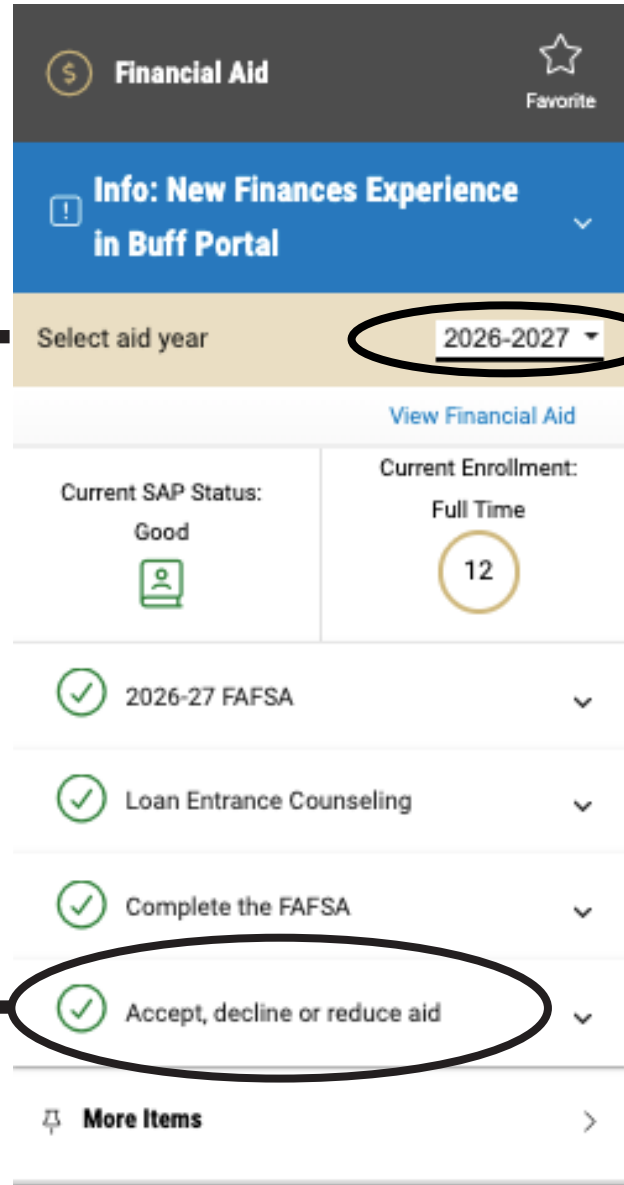 $ Financial Aid
Favorite
! Info: New Finances Experience
in Buff Portal
Select aid year 2026-2027
View Financial Aid
Current SAP Status:
Good
Current Enrollment:
Full Time
12
2026-27 FAFSA
Loan Entrance Counseling
Complete the FAFSA
Accept, decline or reduce aid
More Items